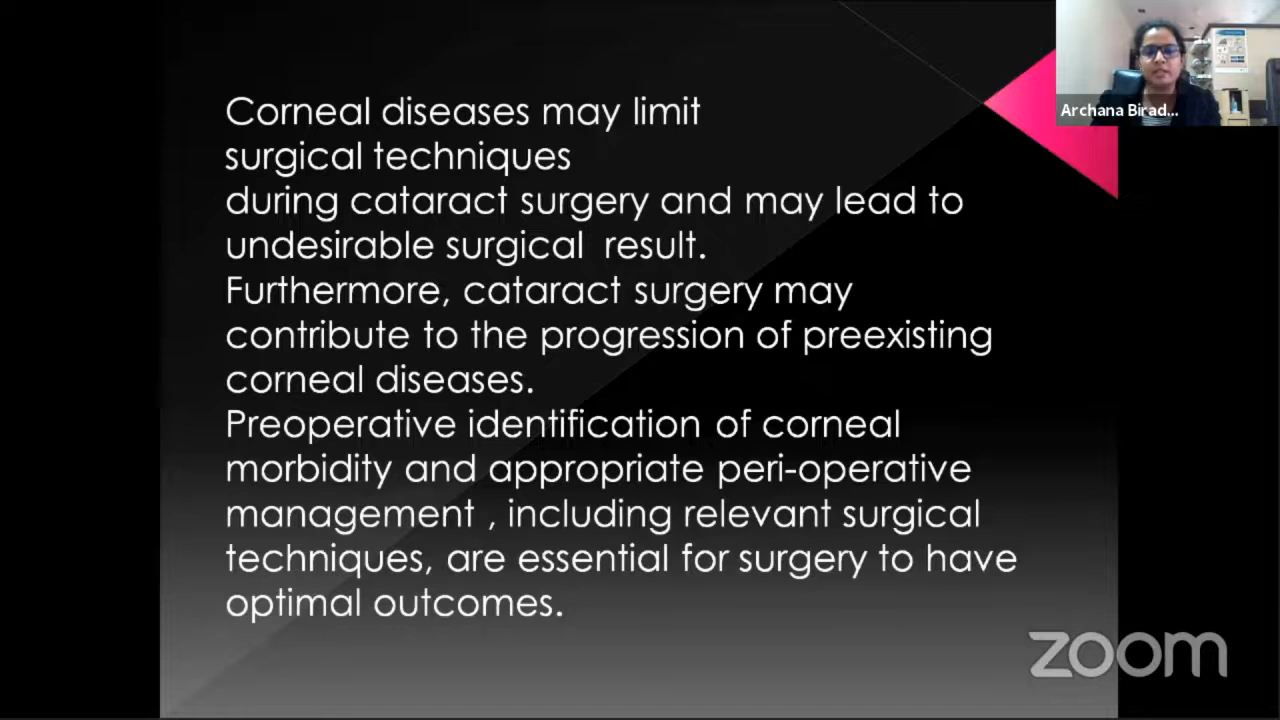 Corneal diseases may limit
surgical techniques
during cataract surgery and may lead to
undesirable surgical  result.
Furthermore, cataract surgery may
contribute to the progression of preexisting
corneal diseases.
Preoperative identification of corneal
morbidity and appropriate peri-operative
management , including relevant surgical
techniques, are essential for surgery to have
optimal outcomes.
Archana Birad...
zoom